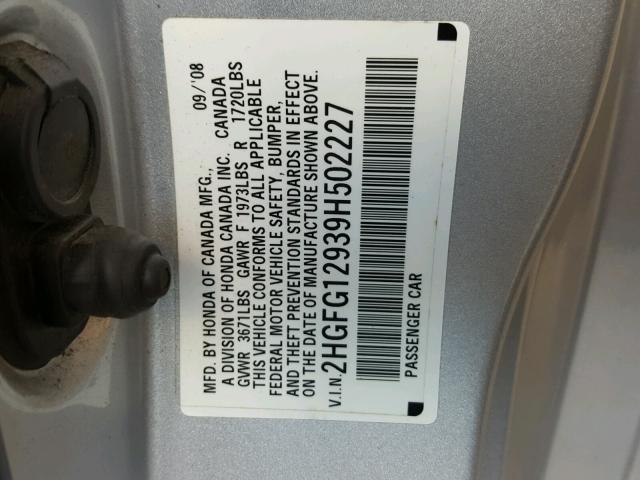 MFD. BY HONDA OF CANADA MFG., 09/'08
A DIVISION OF HONDA CANADA INC. CANADA
GVWR 3671LBS GAWR F 1973LBS R 1720LBS
THIS VEHICLE CONFORMS TO ALL APPLICABLE
FEDERAL MOTOR VEHICLE SAFETY, BUMPER,
AND THEFT PREVENTION STANDARDS IN EFFECT
ON THE DATE OF MANUFACTURE SHOWN ABOVE.
V.I.N. 2HGFG12939H502227
PASSENGER CAR